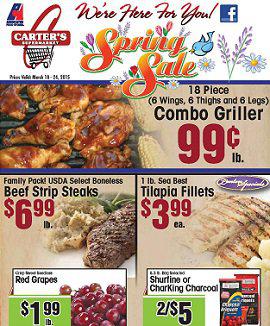 We're Here For You!
CARTER'S
SUPERMARKET
Spring
Sale
Prices Valid March 18 - 24, 2015
18 Piece
(6 Wings, 6 Thighs and 6 Legs)
Combo Griller
99¢
lb.
Family Pack! USDA Select Boneless
Beef Strip Steaks
$6.99
lb.
1 lb. Sea Best
Tilapia Fillets
$3.99
ea.
Red Grapes
$1.99
lb.
Shurfine or
CharKing Charcoal
2/$5